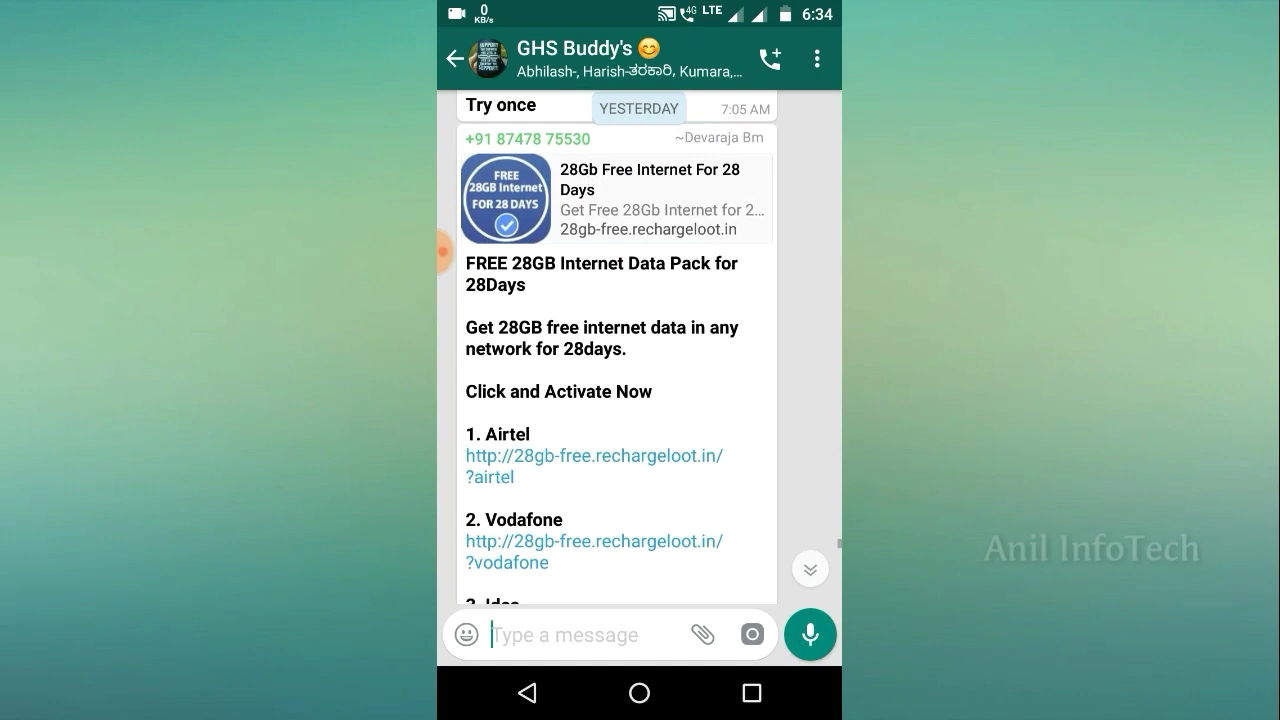 0
KB/s
4G LTE
6:34
GHS Buddy's 😊
Abhilash-, Harish-ತರಕಾರಿ, Kumara,...
Try once
YESTERDAY
7:05 AM
+91 87478 75530
~Devaraja Bm
FREE
28GB Internet
FOR 28 DAYS
28Gb Free Internet For 28
Days
Get Free 28Gb Internet for 2...
28gb-free.rechargeloot.in
FREE 28GB Internet Data Pack for
28Days
Get 28GB free internet data in any
network for 28days.
Click and Activate Now
1. Airtel
http://28gb-free.rechargeloot.in/
?airtel
2. Vodafone
http://28gb-free.rechargeloot.in/
?vodafone
3. Idea
Type a message
Anil InfoTech